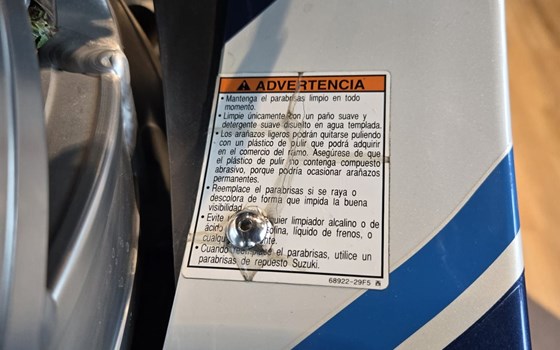 ADVERTENCIA
• Mantenga el parabrisas limpio en todo
momento.
• Limpie únicamente con un paño suave y
detergente suave disuelto en agua templada.
• Los arañazos ligeros podrán quitarse puliendo
con un plástico de pulir que podrá adquirir
en el comercio del ramo. Asegúrese de que
el plástico de pulir no contenga compuesto
abrasivo, porque podría ocasionar arañazos
permanentes.
• Reemplace el parabrisas si se raya o
descolora de forma que impida la buena
visibilidad.
• Evite limpiador alcalino o de
ácido líquido de frenos, o
• Cuando el parabrisas, utilice un
parabrisas de repuesto Suzuki.
68922-29F5